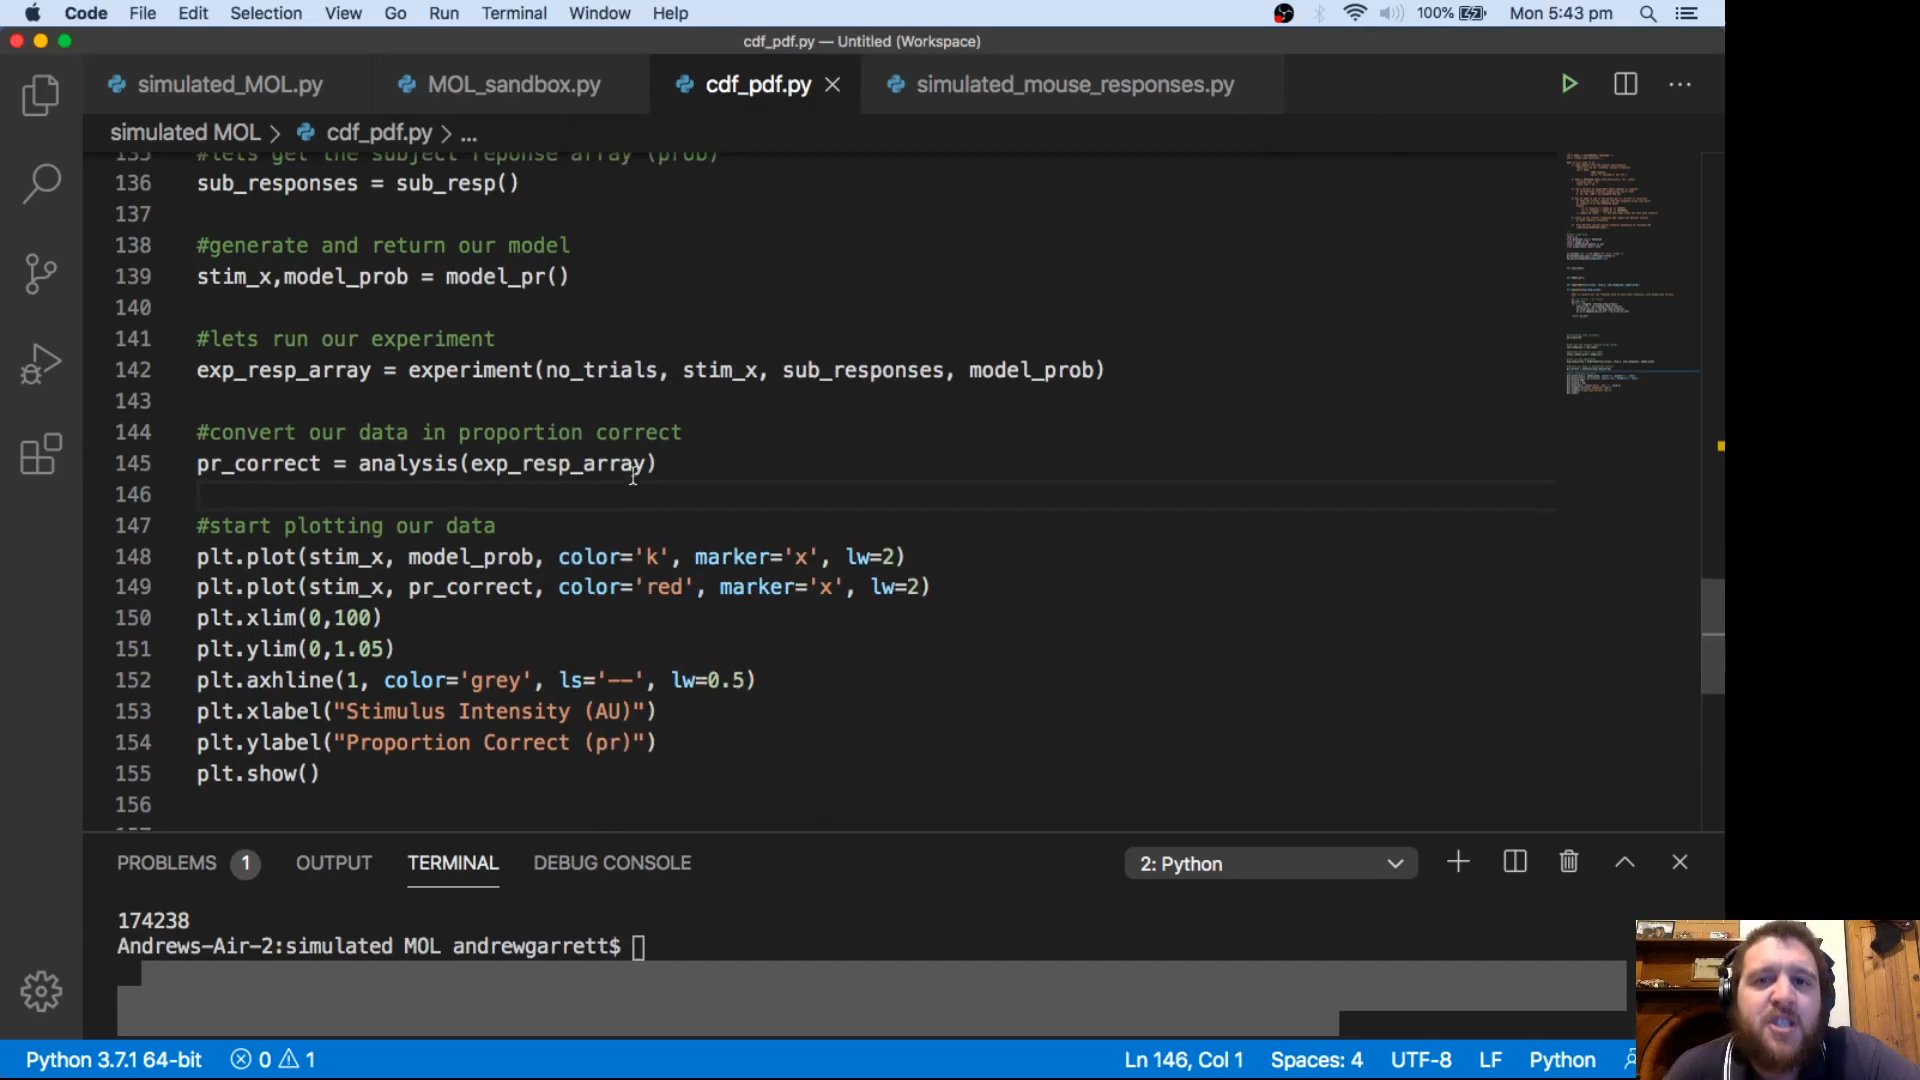 Code File Edit Selection View Go Run Terminal Window Help 100% Mon 5:43 pm
cdf_pdf.py — Untitled (Workspace)
simulated_MOL.py MOL_sandbox.py cdf_pdf.py simulated_mouse_responses.py
simulated MOL > cdf_pdf.py > ...
135 #lets get the subject reponse array (prob)
136 sub_responses = sub_resp()
137
138 #generate and return our model
139 stim_x,model_prob = model_pr()
140
141 #lets run our experiment
142 exp_resp_array = experiment(no_trials, stim_x, sub_responses, model_prob)
143
144 #convert our data in proportion correct
145 pr_correct = analysis(exp_resp_array)
146
147 #start plotting our data
148 plt.plot(stim_x, model_prob, color='k', marker='x', lw=2)
149 plt.plot(stim_x, pr_correct, color='red', marker='x', lw=2)
150 plt.xlim(0,100)
151 plt.ylim(0,1.05)
152 plt.axhline(1, color='grey', ls='--', lw=0.5)
153 plt.xlabel("Stimulus Intensity (AU)")
154 plt.ylabel("Proportion Correct (pr)")
155 plt.show()
156
PROBLEMS 1 OUTPUT TERMINAL DEBUG CONSOLE 2: Python
174238
Andrews-Air-2:simulated MOL andrewgarrett$
Python 3.7.1 64-bit 0 1 Ln 146, Col 1 Spaces: 4 UTF-8 LF Python